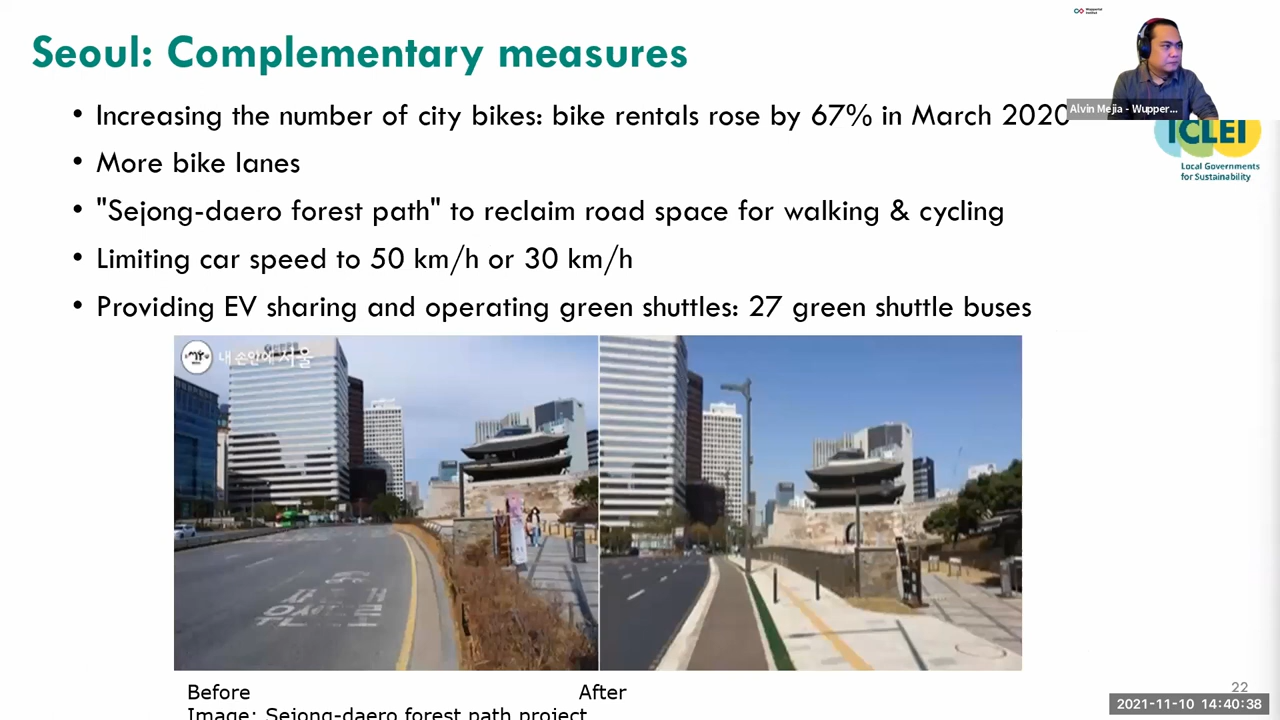 Seoul: Complementary measures
Wuppertal Institut
Alvin Mejia - Wupper...
• Increasing the number of city bikes: bike rentals rose by 67% in March 2020
ICLEI
Local Governments
for Sustainability
• More bike lanes
• "Sejong-daero forest path" to reclaim road space for walking & cycling
• Limiting car speed to 50 km/h or 30 km/h
• Providing EV sharing and operating green shuttles: 27 green shuttle buses
내 손안에 서울
Before
After
Image: Sejong-daero forest path project
22
2021-11-10 14:40:38